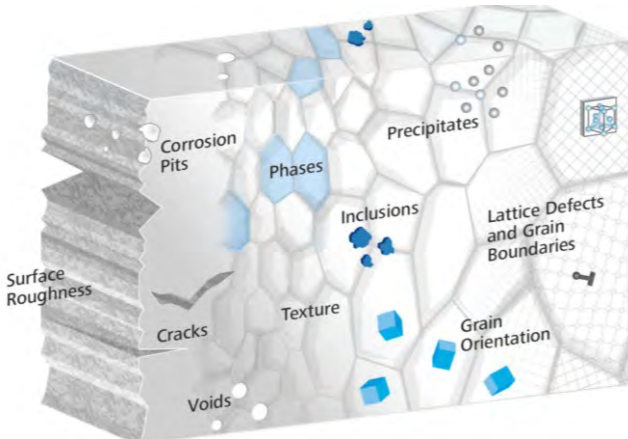 Corrosion
Pits
Precipitates
Phases
Inclusions
Lattice Defects
and Grain
Boundaries
Surface
Roughness
Texture
Cracks
Grain
Orientation
Voids